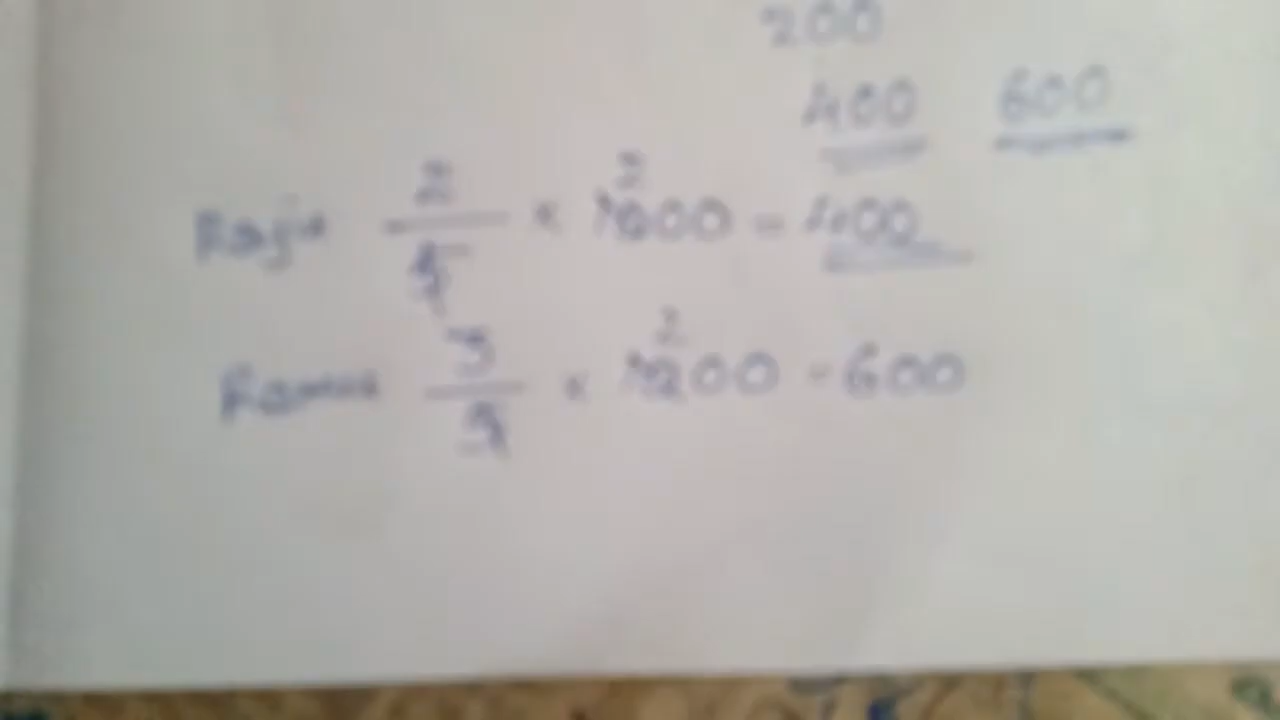 200
400 600
Raju 2/5 × 1000 = 400
Ramu 3/5 × 1000 - 600